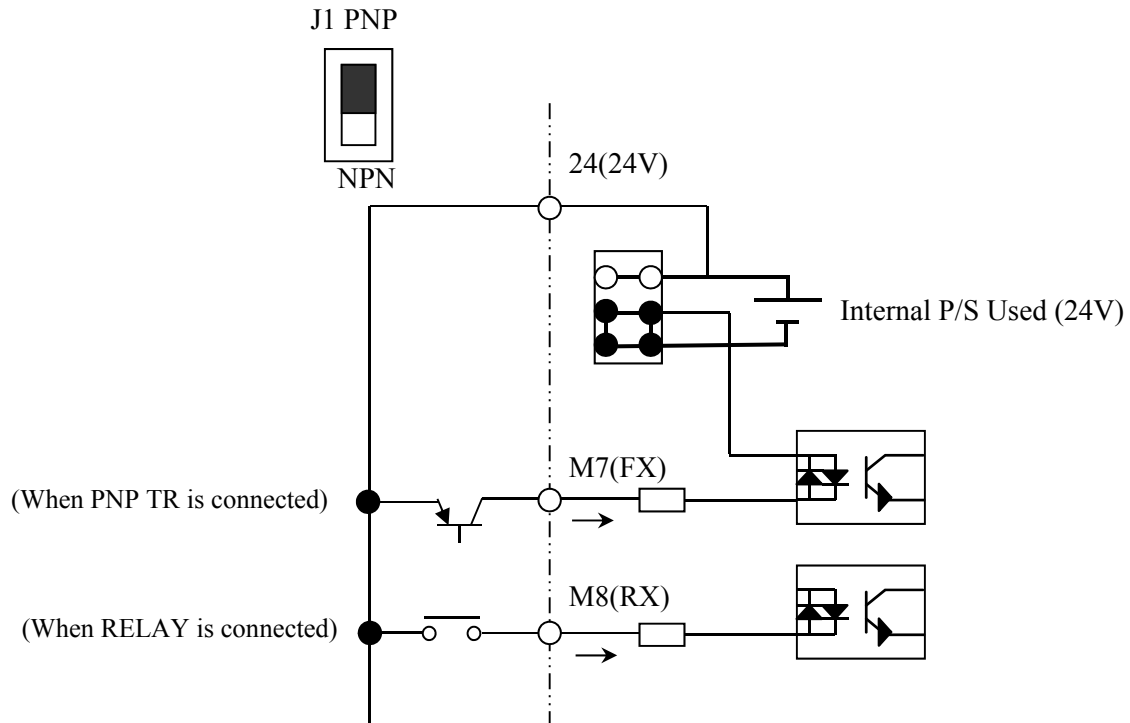 J1 PNP
NPN
24(24V)
Internal P/S Used (24V)
M7(FX)
(When PNP TR is connected)
M8(RX)
(When RELAY is connected)